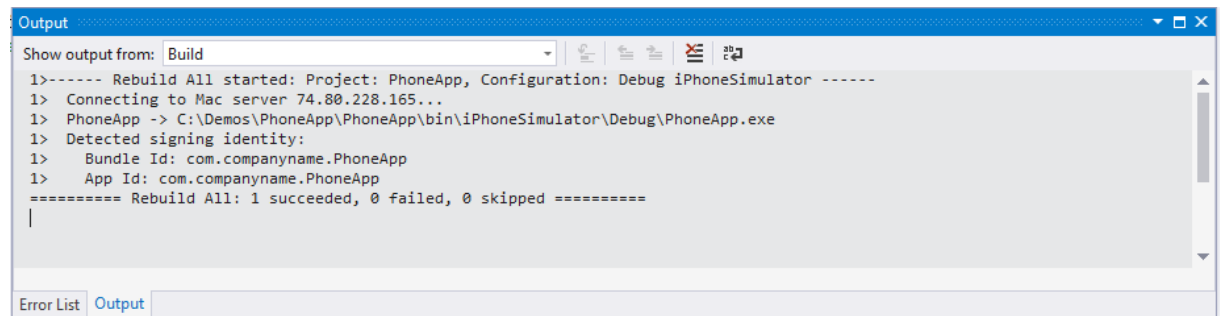 Output
Show output from: Build
1>------ Rebuild All started: Project: PhoneApp, Configuration: Debug iPhoneSimulator ------
1>  Connecting to Mac server 74.80.228.165...
1>  PhoneApp -> C:\Demos\PhoneApp\PhoneApp\bin\iPhoneSimulator\Debug\PhoneApp.exe
1>  Detected signing identity:
1>    Bundle Id: com.companyname.PhoneApp
1>    App Id: com.companyname.PhoneApp
========== Rebuild All: 1 succeeded, 0 failed, 0 skipped ==========
Error List Output